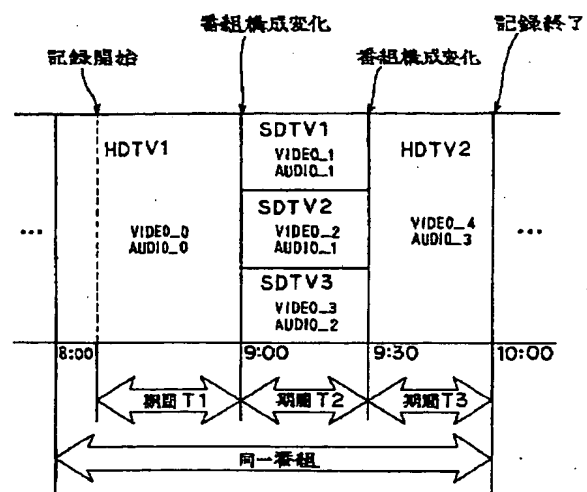 番組構成変化
記録終了
記録開始
番組構成変化
HDTV1
SDTV1
VIDEO_1
AUDIO_1
HDTV2
...
VIDEO_0
AUDIO_0
SDTV2
VIDEO_2
AUDIO_1
VIDEO_4
AUDIO_3
...
SDTV3
VIDEO_3
AUDIO_2
8:00
9:00
9:30
10:00
期間T1
期間T2
期間T3
同一番組